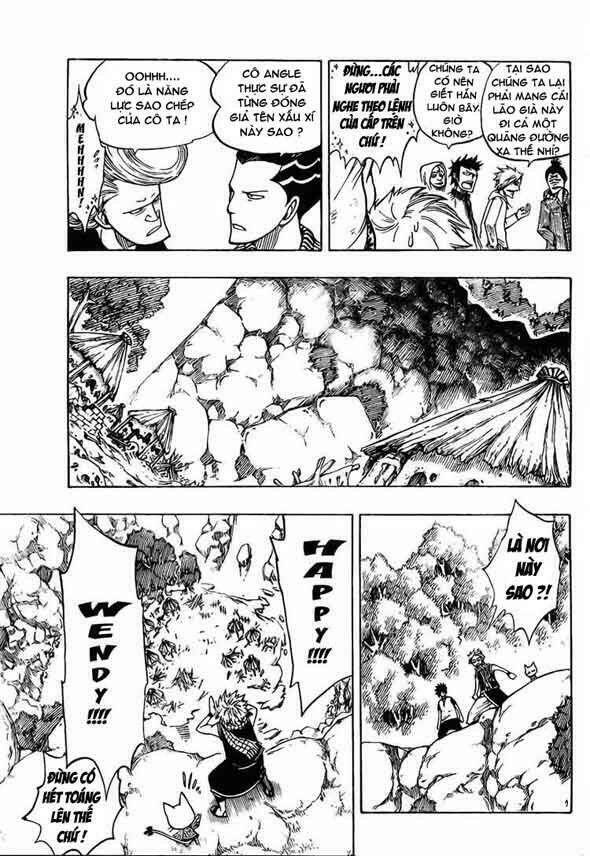 TẠI SAO
CHÚNG TA
LẠI PHẢI
MANG CÁI
LÃO GIÀ NÀY
ĐI CẢ MỘT
QUÃNG ĐƯỜNG
XA THẾ NHỈ?
CHÚNG TA
CÓ NÊN
GIẾT HẮN
LUÔN BÂY
GIỜ
KHÔNG?
ĐỪNG...CÁC
NGƯƠI PHẢI
NGHE THEO LỆNH
CỦA CẤP TRÊN
CHỨ !
CÔ ANGLE
THỰC SỰ ĐÃ
TỪNG ĐÓNG
GIẢ TÊN XẤU XÍ
NÀY SAO ?
OOHHH....
ĐÓ LÀ NĂNG
LỰC SAO CHÉP
CỦA CÔ TA !
MEHHHHN !
LÀ NƠI
NÀY
SAO ?!
HAPPY !!!!
WENDY !!!!
ĐỪNG CÓ
HÉT TOÁNG
LÊN THẾ
CHỨ !